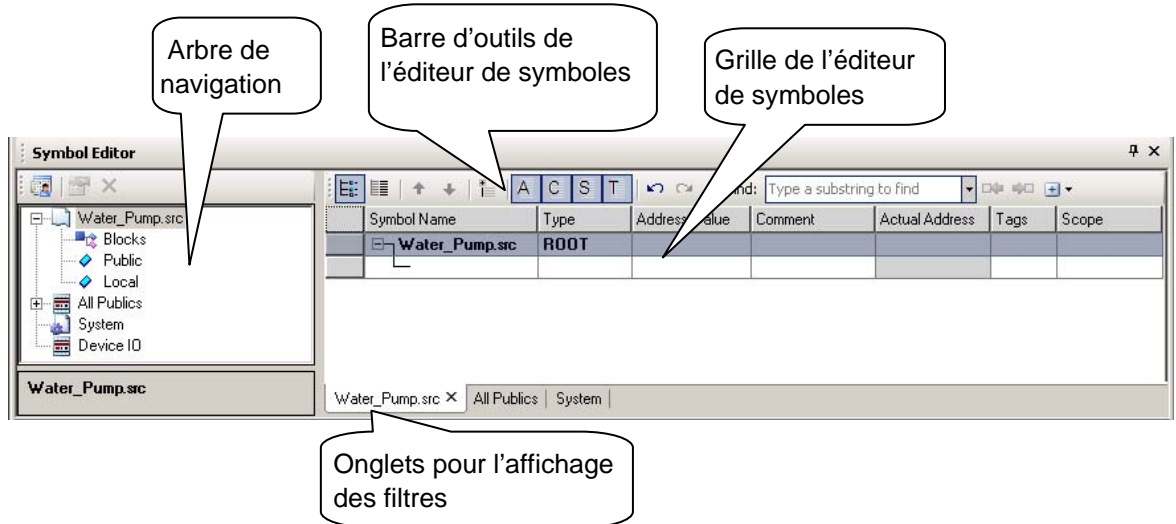 Arbre de
navigation
Barre d’outils de
l’éditeur de symboles
Grille de l’éditeur
de symboles
Symbol Editor
A C S T nd: Type a substring to find
Water_Pump.src
Blocks
Public
Local
All Publics
System
Device IO
Water_Pump.src
Symbol Name Type Address alue Comment Actual Address Tags Scope
Water_Pump.src ROOT
Water_Pump.src All Publics System
Onglets pour l’affichage
des filtres